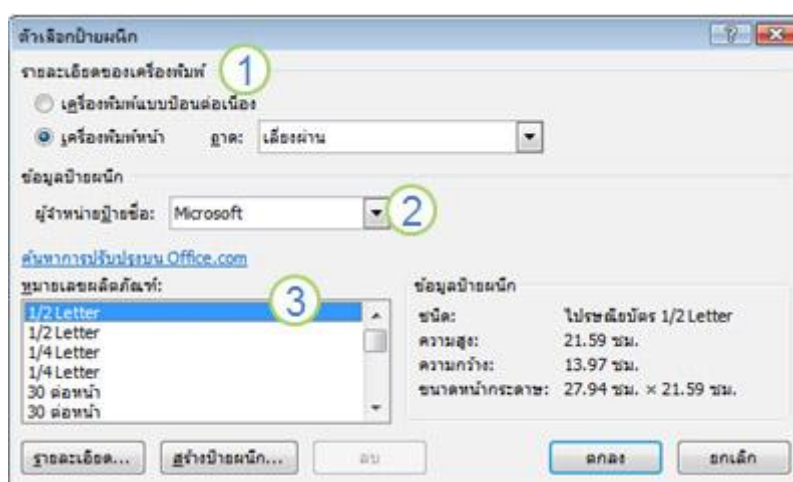 ตัวเลือกป้ายผนึก
รายละเอียดของเครื่องพิมพ์
1
เครื่องพิมพ์แบบป้อนต่อเนื่อง
เครื่องพิมพ์หน้า ถาด: เลี่ยงผ่าน
ข้อมูลป้ายผนึก
ผู้จำหน่ายป้ายชื่อ: Microsoft
2
ค้นหาการปรับปรุงบน Office.com
หมายเลขผลิตภัณฑ์:
3
1/2 Letter
1/2 Letter
1/4 Letter
1/4 Letter
30 ต่อหน้า
30 ต่อหน้า
ข้อมูลป้ายผนึก
ชนิด: ไปรษณียบัตร 1/2 Letter
ความสูง: 21.59 ซม.
ความกว้าง: 13.97 ซม.
ขนาดหน้ากระดาษ: 27.94 ซม. × 21.59 ซม.
รายละเอียด... สร้างป้ายผนึก... ลบ ตกลง ยกเลิก